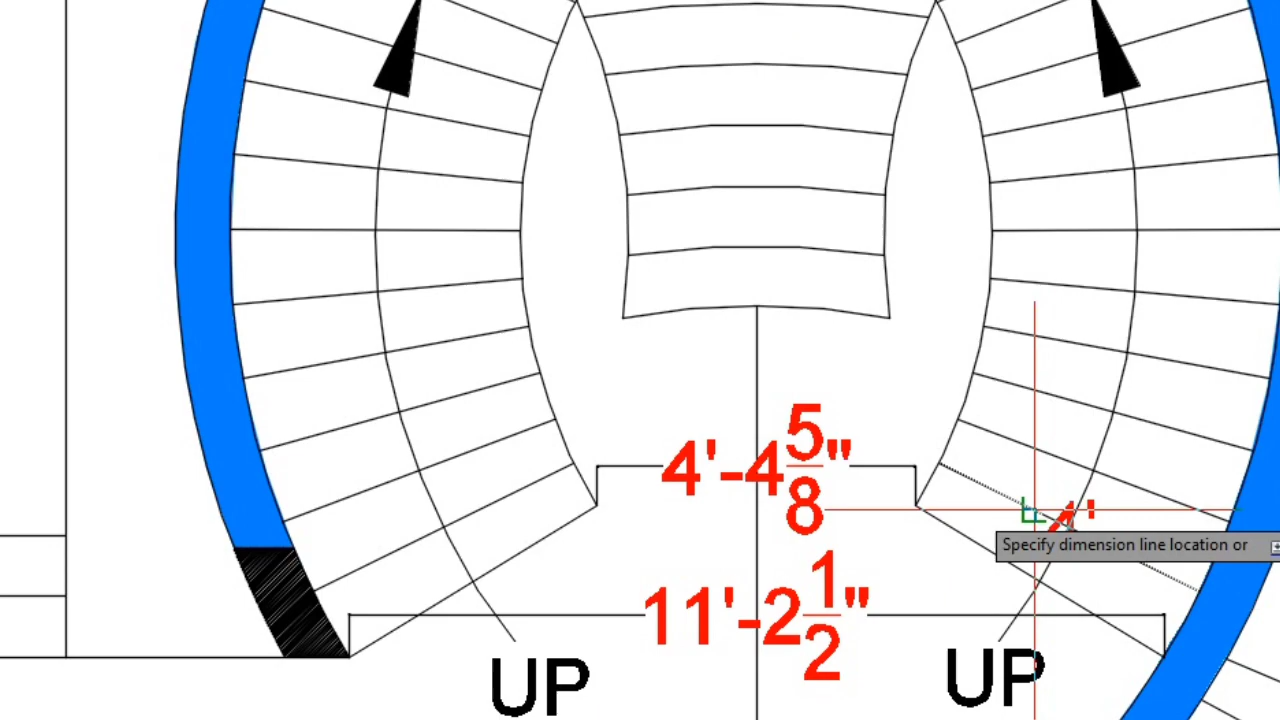 4'-4 5/8"
Specify dimension line location or
11'-2 1/2"
UP
UP